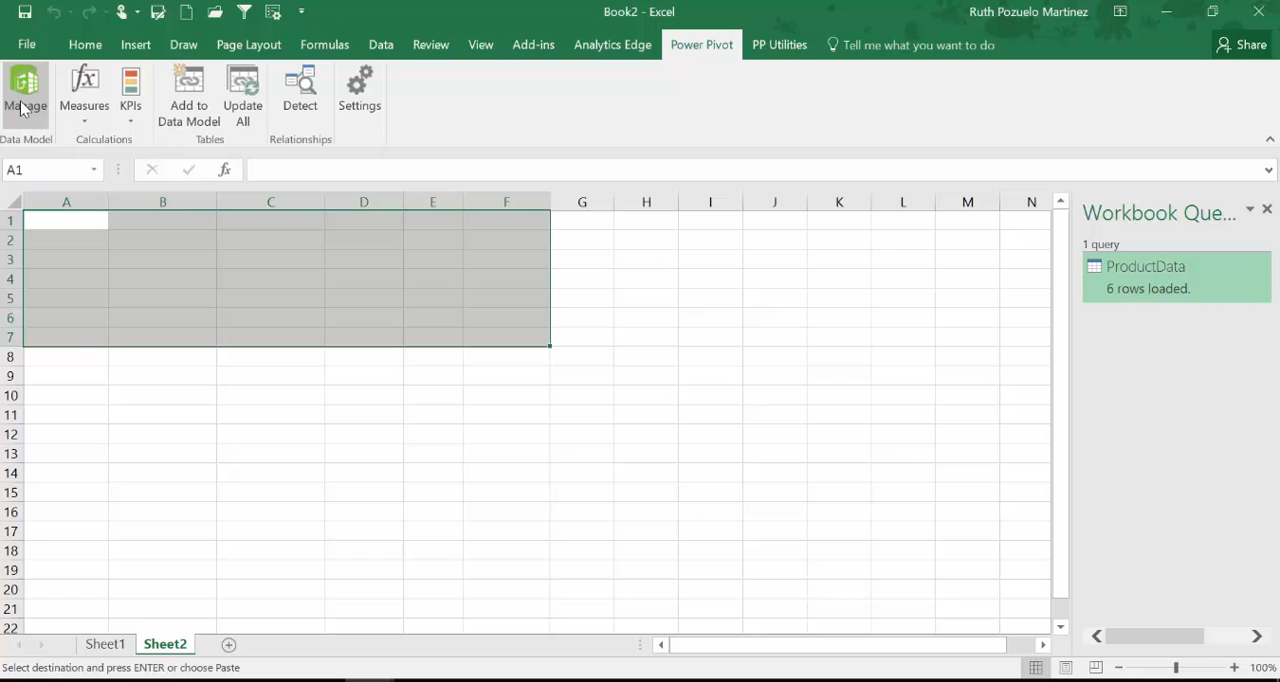 Book2 - Excel
Ruth Pozuelo Martinez
File Home Insert Draw Page Layout Formulas Data Review View Add-ins Analytics Edge Power Pivot PP Utilities Tell me what you want to do Share
Manage
Measures
KPIs
Add to
Data Model
Update
All
Detect
Settings
Data Model
Calculations
Tables
Relationships
A1
fx
A B C D E F G H I J K L M N
1
2
3
4
5
6
7
8
9
10
11
12
13
14
15
16
17
18
19
20
21
22
Workbook Que...
1 query
ProductData
6 rows loaded.
Sheet1 Sheet2
Select destination and press ENTER or choose Paste
100%